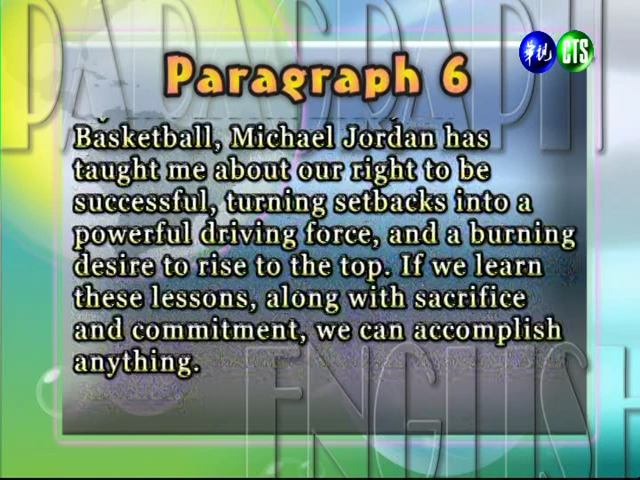 PARAGRAPH
華視 CTS
Paragraph 6
Basketball, Michael Jordan has
taught me about our right to be
successful, turning setbacks into a
powerful driving force, and a burning
desire to rise to the top. If we learn
these lessons, along with sacrifice
and commitment, we can accomplish
anything.
ENGLISH